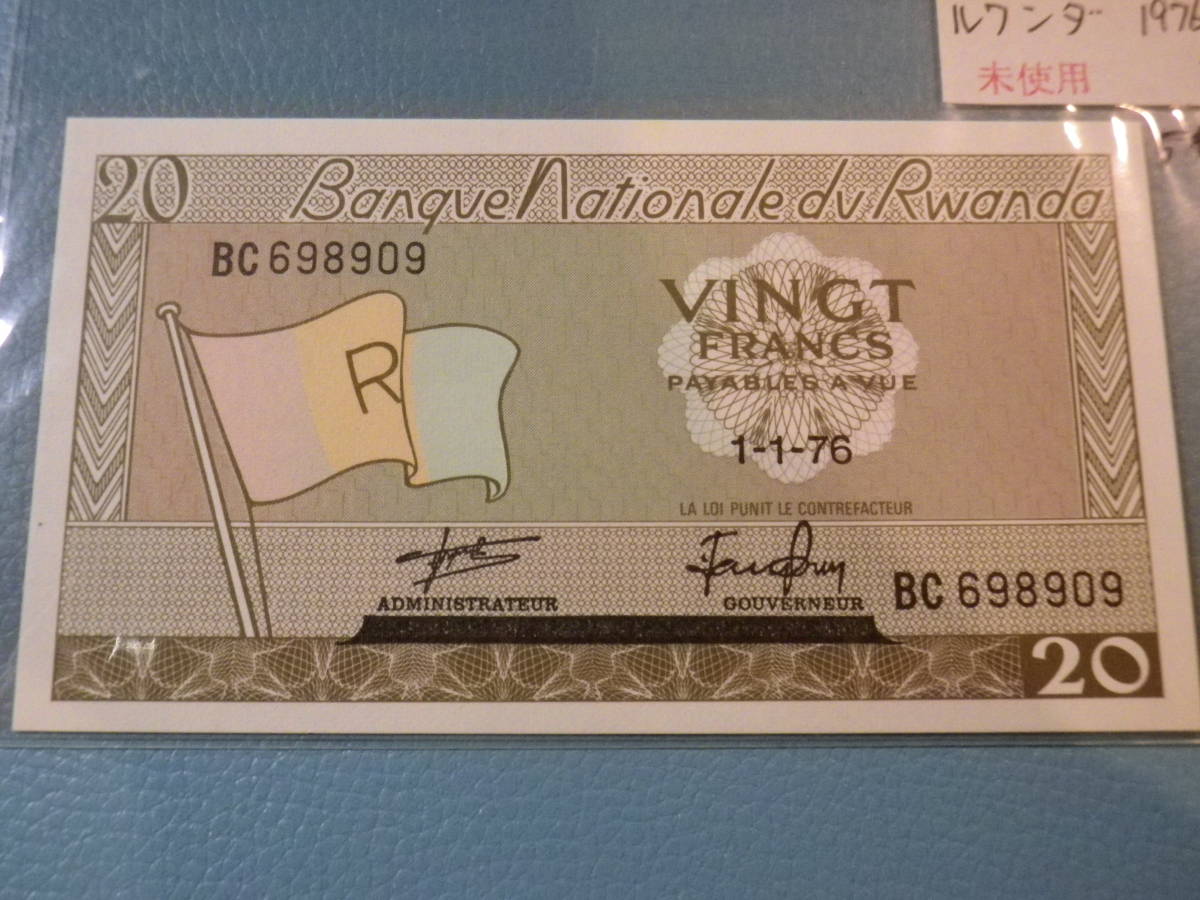 ルワンダ 1976
未使用
20 Banque Nationale du Rwanda
BC 698909
R
VINGT
FRANCS
PAYABLES A VUE
1-1-76
LA LOI PUNIT LE CONTREFACTEUR
ADMINISTRATEUR GOUVERNEUR
BC 698909
20